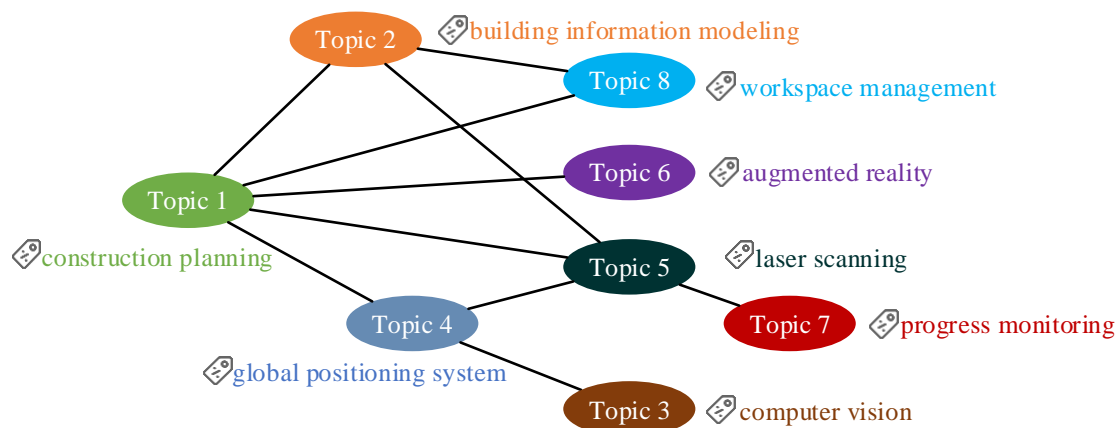 Topic 2
building information modeling
Topic 8
workspace management
Topic 6
augmented reality
Topic 1
construction planning
Topic 5
laser scanning
Topic 4
global positioning system
Topic 7
progress monitoring
Topic 3
computer vision